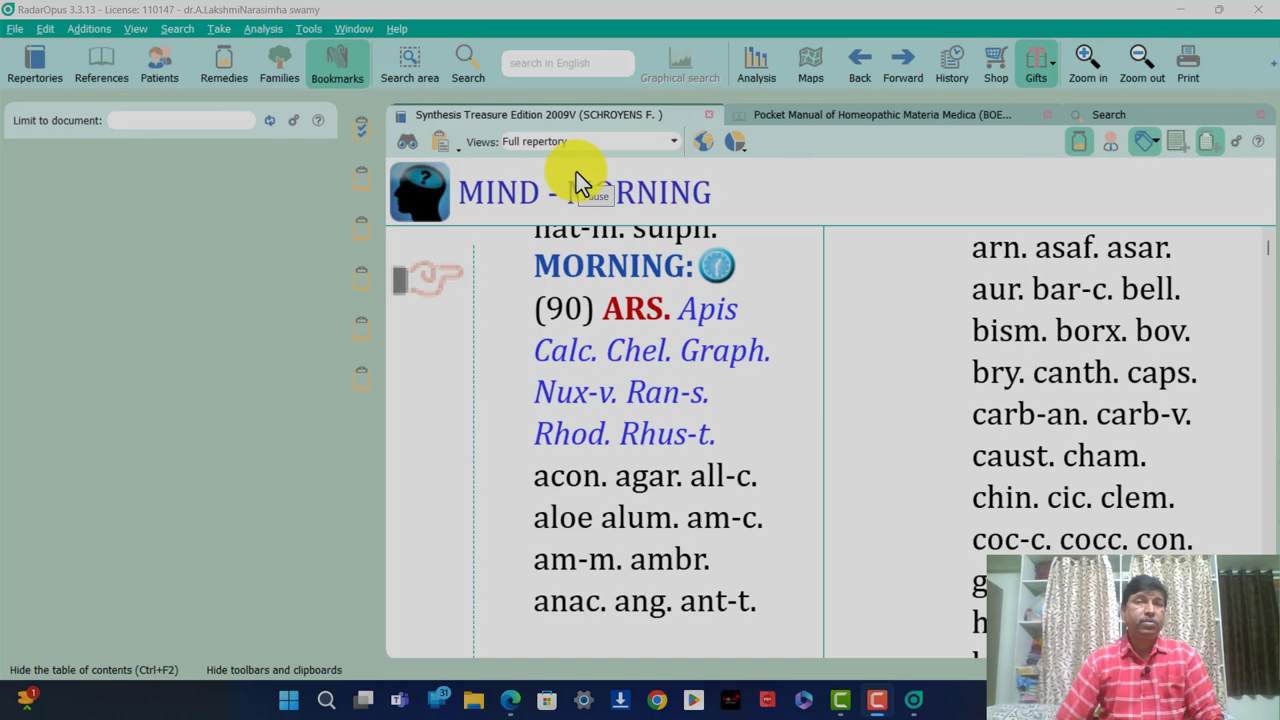 RadarOpus 3.3.13 - License: 110147 - dr.A.LakshmiNarasimha swamy
File Edit Additions View Search Take Analysis Tools Window Help
Repertories References Patients Remedies Families Bookmarks Search area Search search in English Graphical search Analysis Maps Back Forward History Shop Gifts Zoom in Zoom out Print
Limit to document:
Synthesis Treasure Edition 2009V (SCHROYENS F. )
Pocket Manual of Homeopathic Materia Medica (BOE...
Search
Views: Full repertory
MIND - MORNING
nat-m. sulph.
MORNING:
(90) ARS. Apis
Calc. Chel. Graph.
Nux-v. Ran-s.
Rhod. Rhus-t.
acon. agar. all-c.
aloe alum. am-c.
am-m. ambr.
anac. ang. ant-t.
arn. asaf. asar.
aur. bar-c. bell.
bism. borx. bov.
bry. canth. caps.
carb-an. carb-v.
caust. cham.
chin. cic. clem.
coc-c. cocc. con.
Hide the table of contents (Ctrl+F2)
Hide toolbars and clipboards
1
31